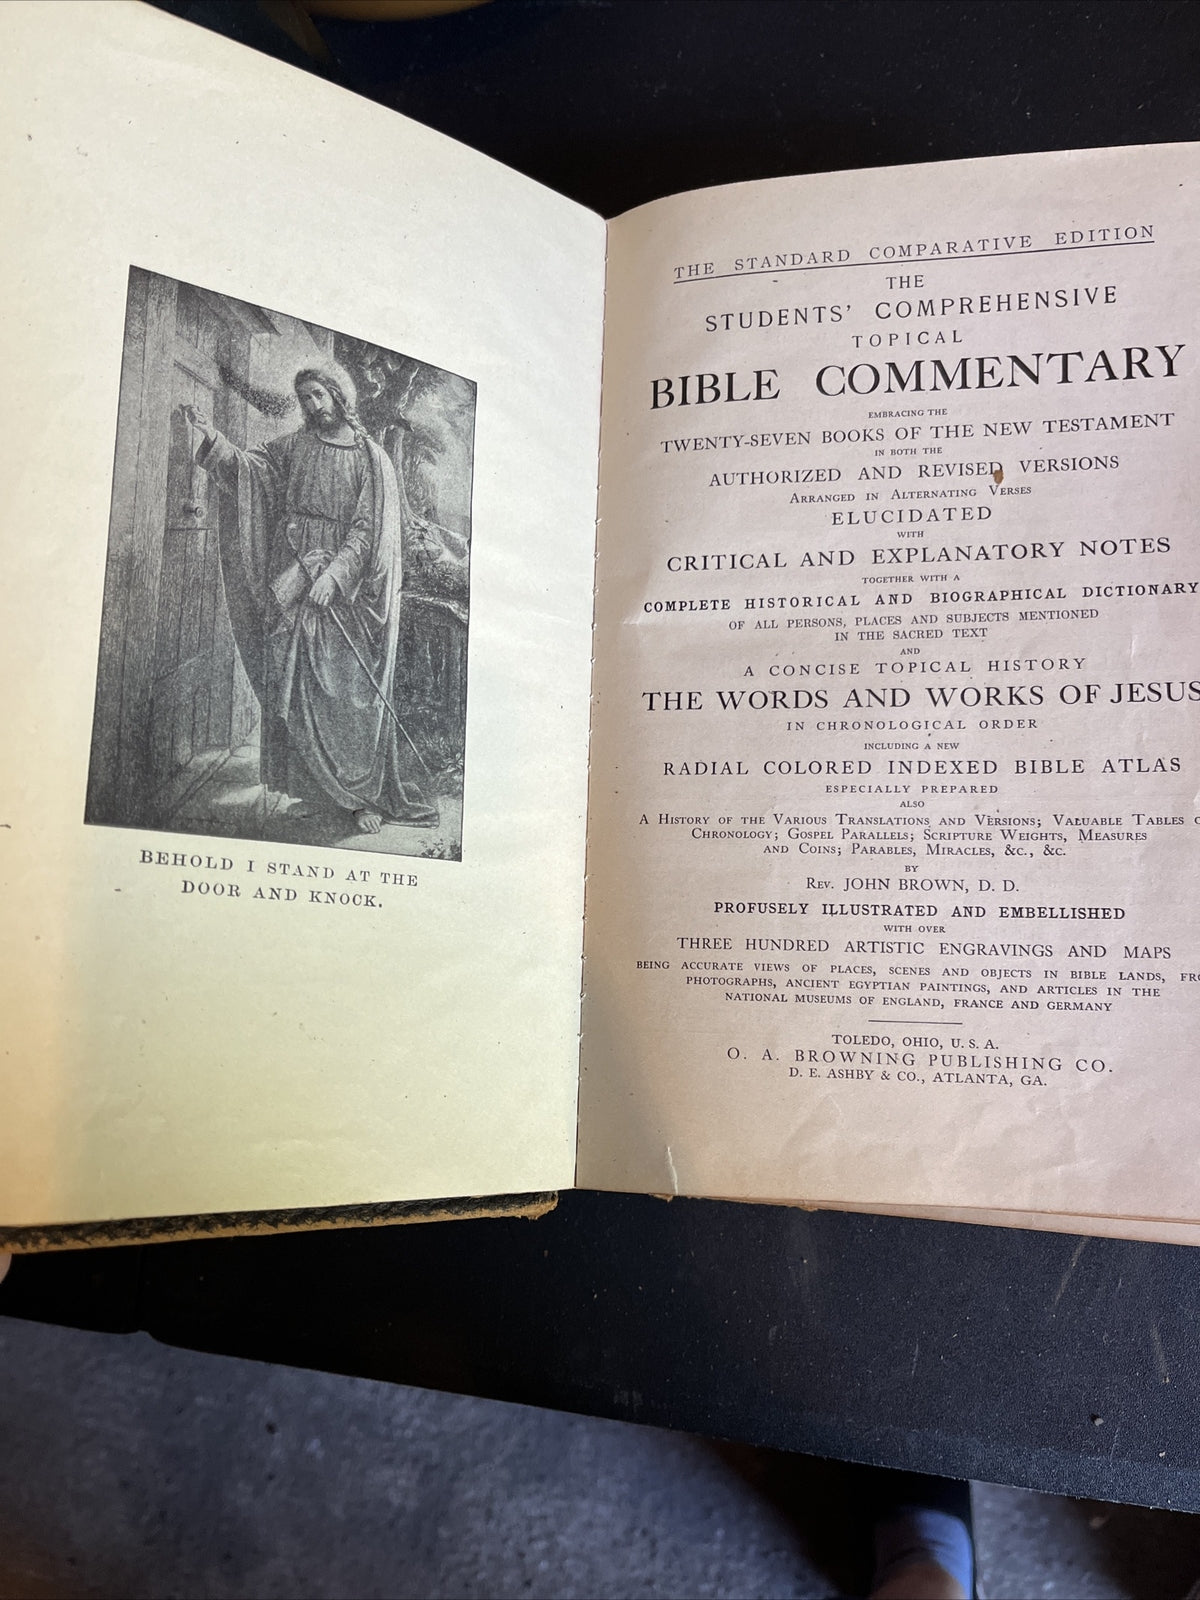 BEHOLD I STAND AT THE
DOOR AND KNOCK.
THE STANDARD COMPARATIVE EDITION
THE
STUDENTS' COMPREHENSIVE
TOPICAL
BIBLE COMMENTARY
EMBRACING THE
TWENTY-SEVEN BOOKS OF THE NEW TESTAMENT
IN BOTH THE
AUTHORIZED AND REVISED VERSIONS
ARRANGED IN ALTERNATING VERSES
ELUCIDATED
WITH
CRITICAL AND EXPLANATORY NOTES
TOGETHER WITH A
COMPLETE HISTORICAL AND BIOGRAPHICAL DICTIONARY
OF ALL PERSONS, PLACES AND SUBJECTS MENTIONED
IN THE SACRED TEXT
AND
A CONCISE TOPICAL HISTORY
THE WORDS AND WORKS OF JESUS
IN CHRONOLOGICAL ORDER
INCLUDING A NEW
RADIAL COLORED INDEXED BIBLE ATLAS
ESPECIALLY PREPARED
ALSO
A HISTORY OF THE VARIOUS TRANSLATIONS AND VERSIONS; VALUABLE TABLES
CHRONOLOGY; GOSPEL PARALLELS; SCRIPTURE WEIGHTS, MEASURES
AND COINS; PARABLES, MIRACLES, &C., &C.
BY
REV. JOHN BROWN, D. D.
PROFUSELY ILLUSTRATED AND EMBELLISHED
WITH OVER
THREE HUNDRED ARTISTIC ENGRAVINGS AND MAPS
BEING ACCURATE VIEWS OF PLACES, SCENES AND OBJECTS IN BIBLE LANDS,
PHOTOGRAPHS, ANCIENT EGYPTIAN PAINTINGS, AND ARTICLES IN THE
NATIONAL MUSEUMS OF ENGLAND, FRANCE AND GERMANY
TOLEDO, OHIO, U. S. A.
O. A. BROWNING PUBLISHING CO.
D. E. ASHBY & CO., ATLANTA, GA.